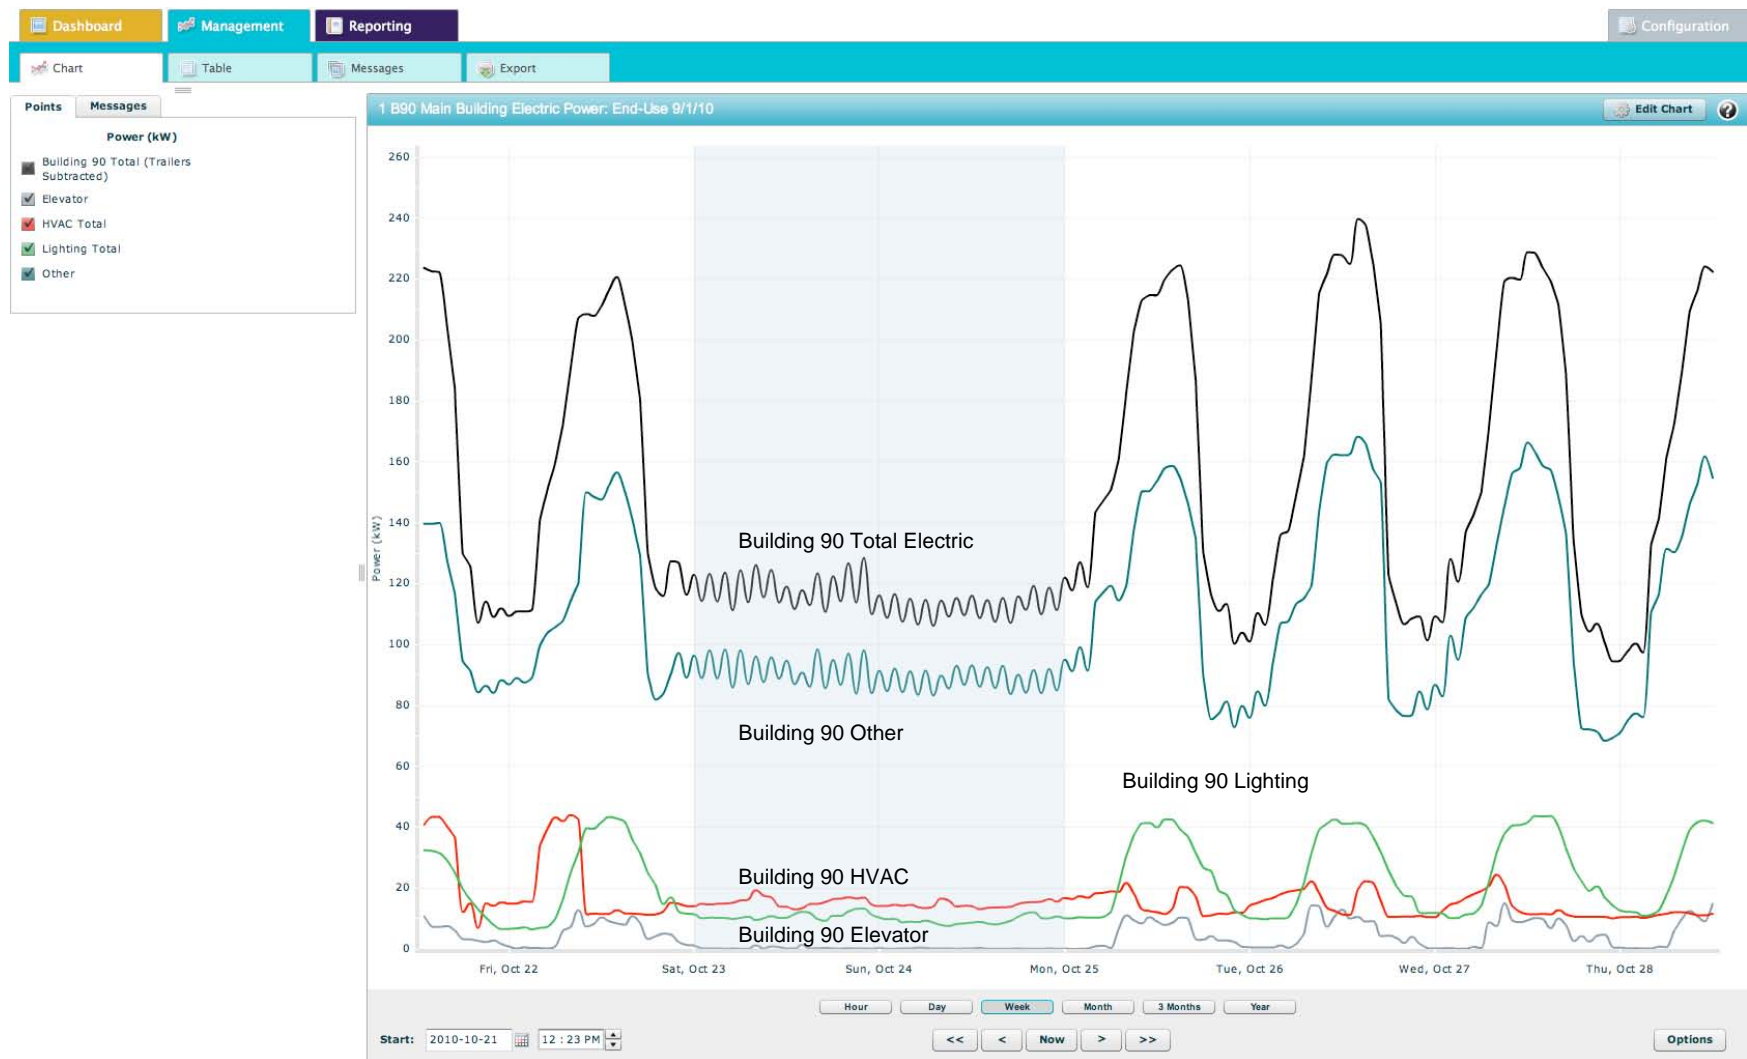 Dashboard
Management
Reporting
Configuration
Chart
Table
Messages
Export
Points
Messages
Power (kW)
Building 90 Total (Trailers
Subtracted)
Elevator
HVAC Total
Lighting Total
Other
1 B90 Main Building Electric Power: End-Use 9/1/10
Edit Chart
?
Power (kW)
260
240
220
200
180
160
140
120
100
80
60
40
20
0
Building 90 Total Electric
Building 90 Other
Building 90 Lighting
Building 90 HVAC
Building 90 Elevator
Fri, Oct 22
Sat, Oct 23
Sun, Oct 24
Mon, Oct 25
Tue, Oct 26
Wed, Oct 27
Thu, Oct 28
Hour
Day
Week
Month
3 Months
Year
Start:
2010-10-21
12 : 23 PM
<<
<
Now
>
>>
Options